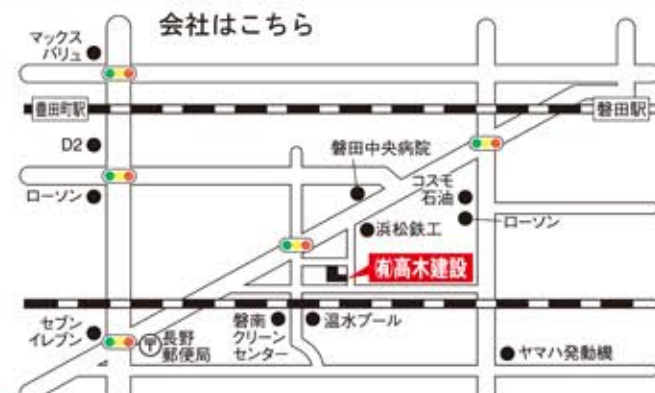 会社はこちら
マックス
バリュ
豊田町駅
磐田駅
D2
磐田中央病院
コスモ
石油
ローソン
ローソン
浜松鉄工
㈲高木建設
セブン
イレブン
〒
長野
郵便局
磐南
クリーン
センター
温水プール
ヤマハ発動機